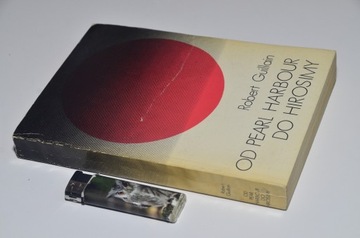 Robert Guillain
OD PEARL HARBOUR
DO HIROSIMY